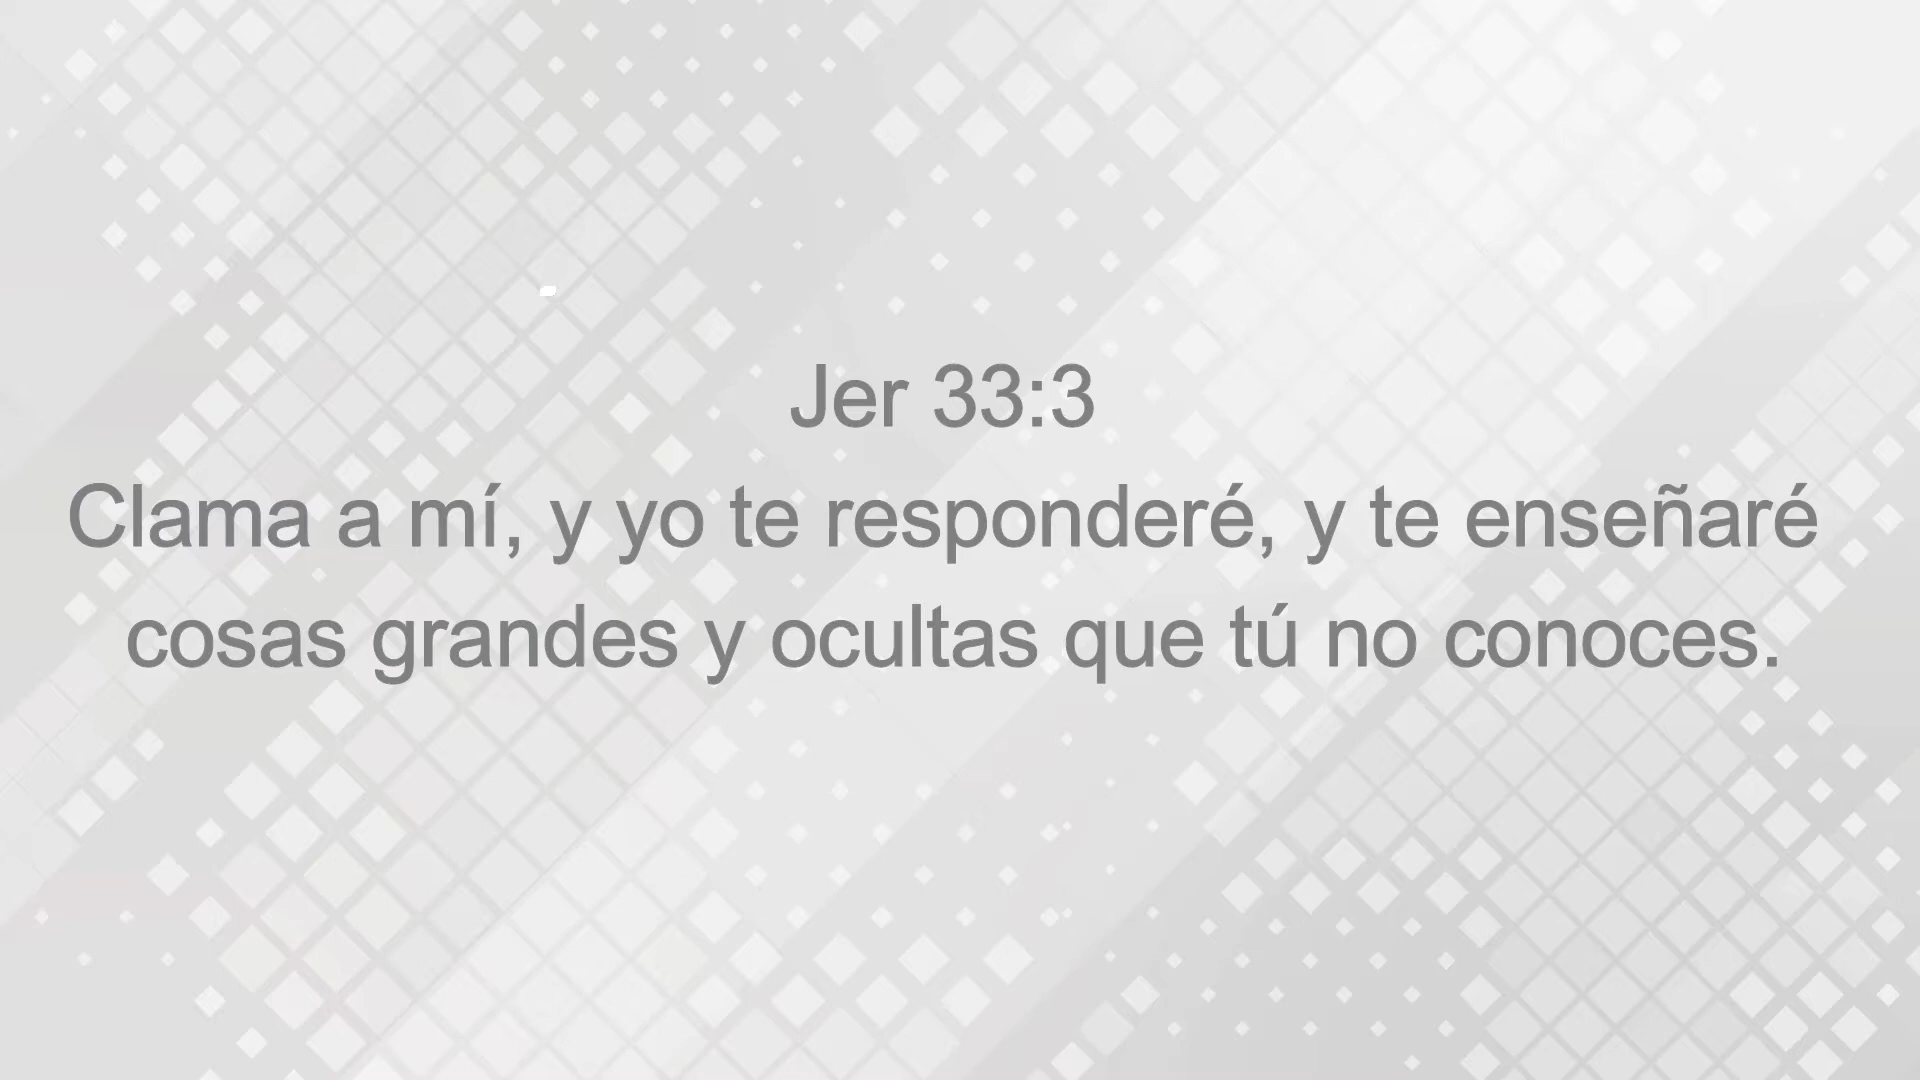 Jer 33:3
Clama a mí, y yo te responderé, y te enseñaré
cosas grandes y ocultas que tú no conoces.